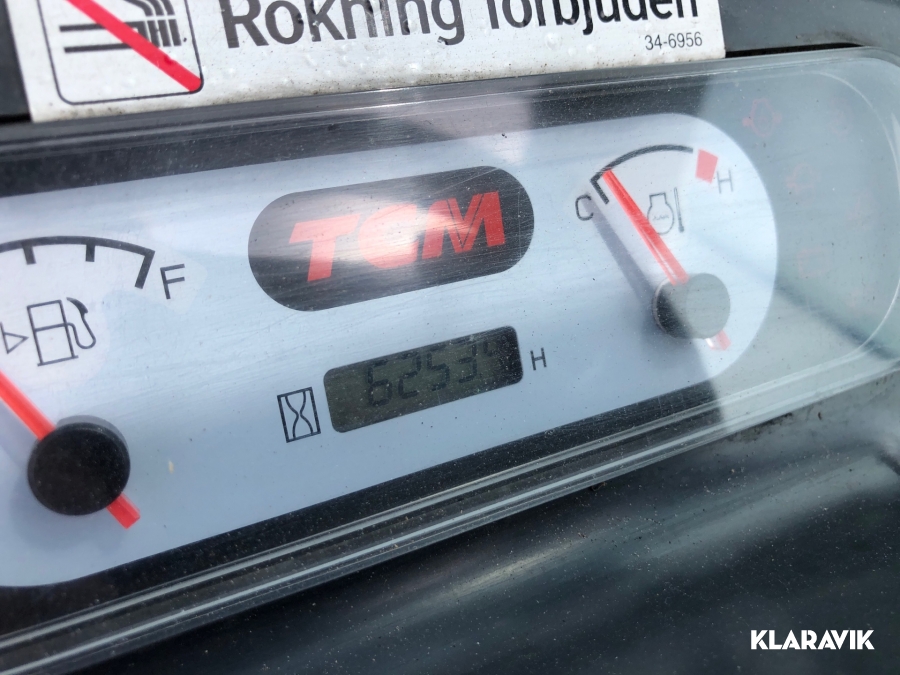 Rökning förbjuden
34-6956
TCM
C
H
F
6253
H
KLARAVIK